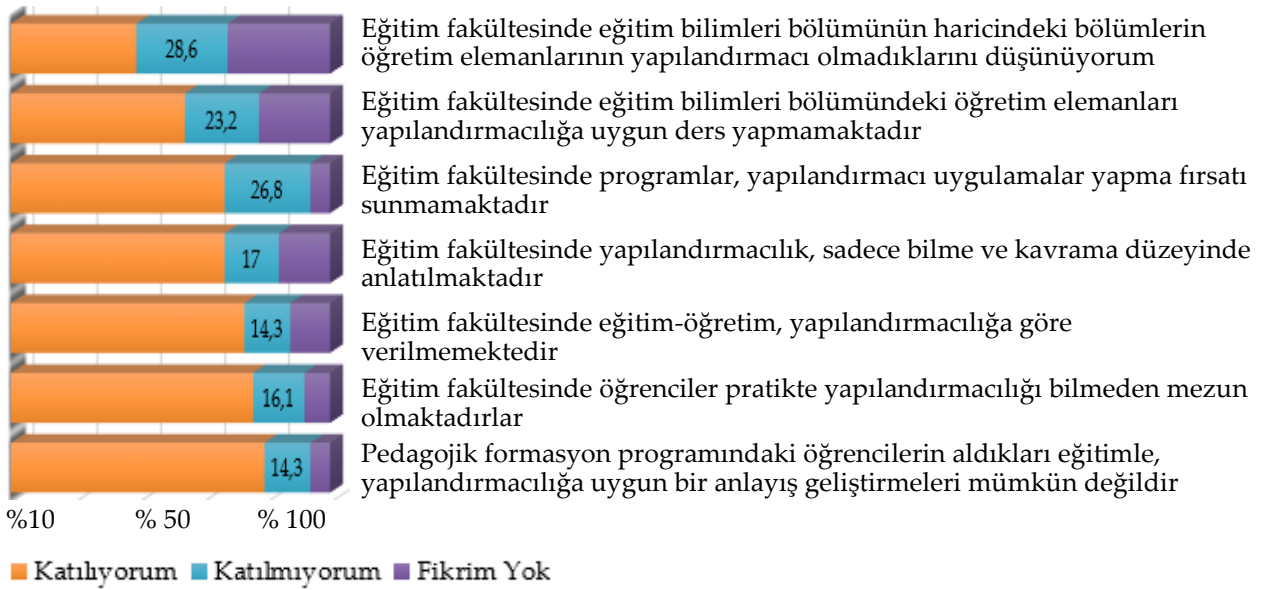 28,6
Eğitim fakültesinde eğitim bilimleri bölümünün haricindeki bölümlerin
öğretim elemanlarının yapılandırmacı olmadıklarını düşünüyorum
23,2
Eğitim fakültesinde eğitim bilimleri bölümündeki öğretim elemanları
yapılandırmacılığa uygun ders yapmamaktadır
26,8
Eğitim fakültesinde programlar, yapılandırmacı uygulamalar yapma fırsatı
sunmamaktadır
17
Eğitim fakültesinde yapılandırmacılık, sadece bilme ve kavrama düzeyinde
anlatılmaktadır
14,3
Eğitim fakültesinde eğitim-öğretim, yapılandırmacılığa göre
verilmemektedir
16,1
Eğitim fakültesinde öğrenciler pratikte yapılandırmacılığı bilmeden mezun
olmaktadırlar
14,3
Pedagojik formasyon programındaki öğrencilerin aldıkları eğitimle,
yapılandırmacılığa uygun bir anlayış geliştirmeleri mümkün değildir
%10 % 50 % 100
Katılıyorum Katılmıyorum Fikrim Yok